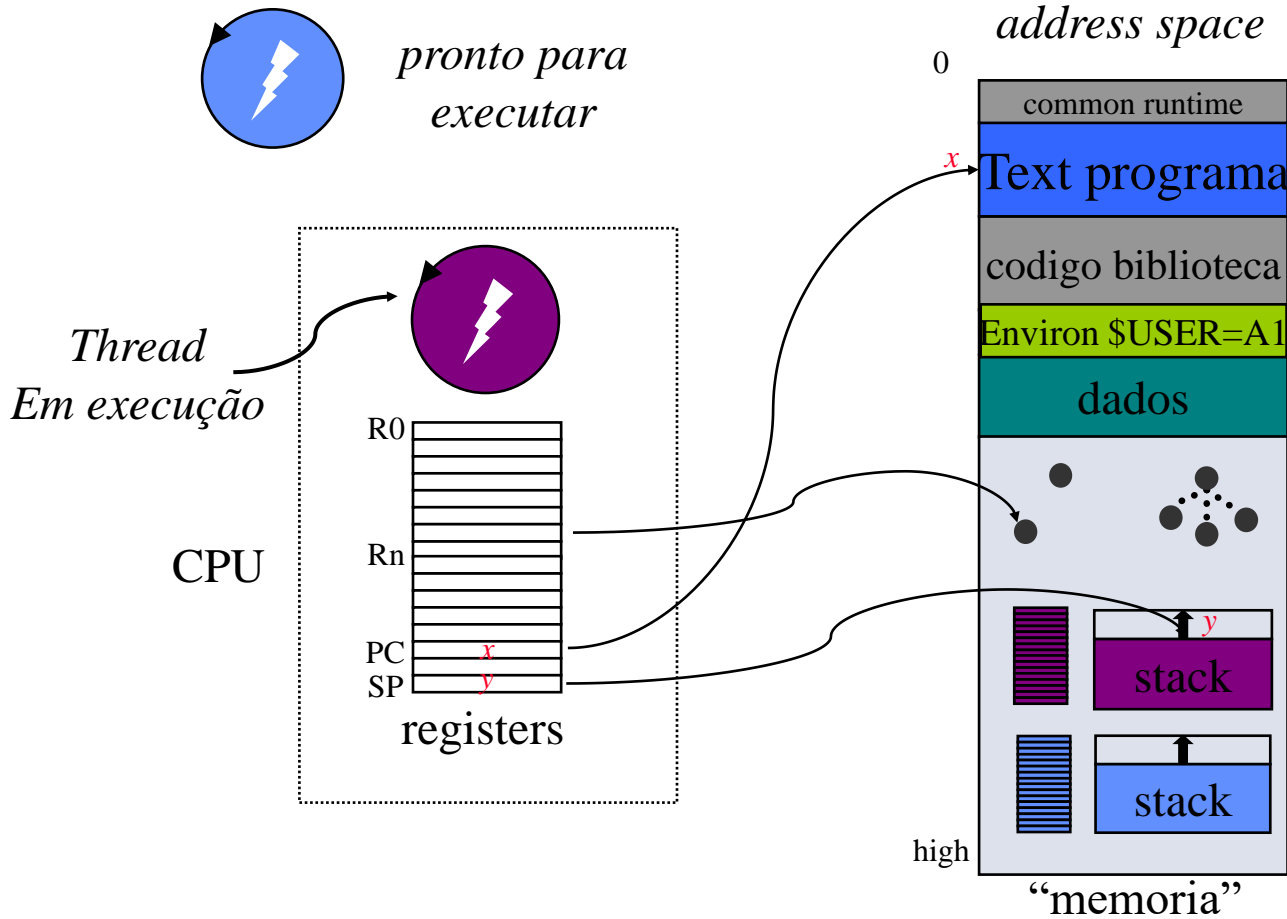 address space
0
pronto para
executar
common runtime
x
Text programa
codigo biblioteca
Environ $USER=A1
Thread
Em execução
dados
R0
CPU
Rn
PC
x
y
SP
y
stack
registers
stack
high
“memoria”